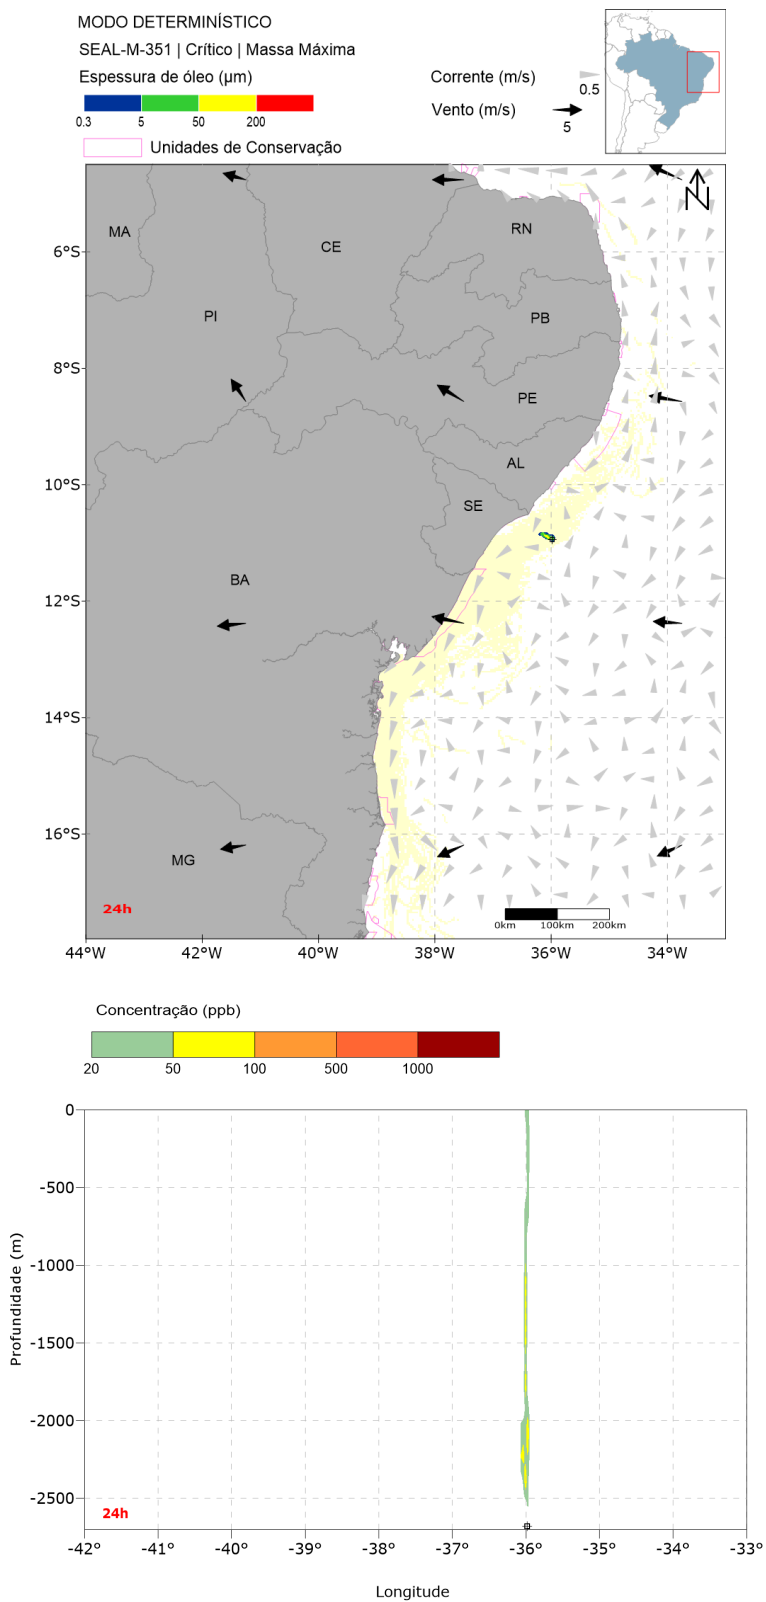 MODO DETERMINÍSTICO
SEAL-M-351 | Crítico | Massa Máxima
Espessura de óleo (µm)
0.3 5 50 200
Unidades de Conservação
Corrente (m/s)
0.5
Vento (m/s)
5
N
MA
CE
RN
6°S
PI
PB
8°S
PE
AL
10°S
SE
BA
12°S
14°S
16°S
MG
24h
0km 100km 200km
44°W 42°W 40°W 38°W 36°W 34°W
Concentração (ppb)
20 50 100 500 1000
0
-500
-1000
-1500
-2000
-2500
Profundidade (m)
24h
-42° -41° -40° -39° -38° -37° -36° -35° -34° -33°
Longitude